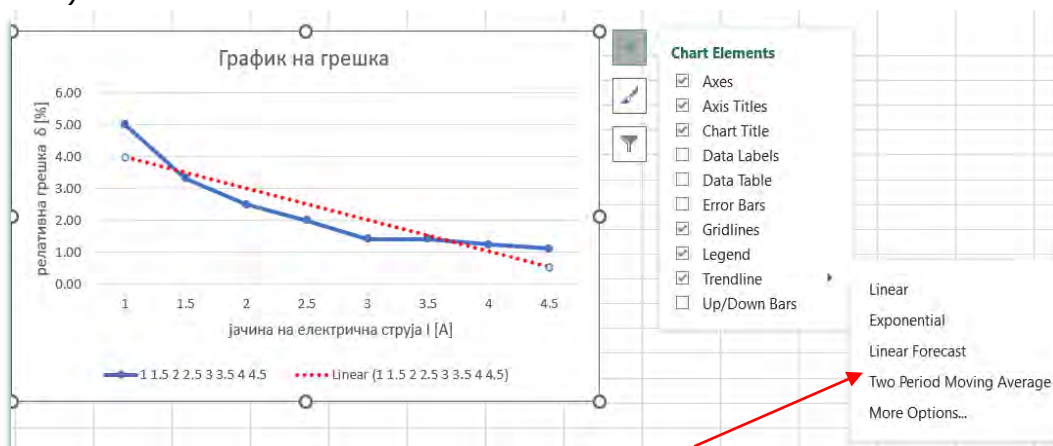 График на грешка
релативна грешка δ [%]
6.00
5.00
4.00
3.00
2.00
1.00
0.00
1 1.5 2 2.5 3 3.5 4 4.5
јачина на електрична струја I [A]
1 1.5 2 2.5 3 3.5 4 4.5 Linear (1 1.5 2 2.5 3 3.5 4 4.5)
Chart Elements
Axes
Axis Titles
Chart Title
Data Labels
Data Table
Error Bars
Gridlines
Legend
Trendline
Up/Down Bars
Linear
Exponential
Linear Forecast
Two Period Moving Average
More Options...